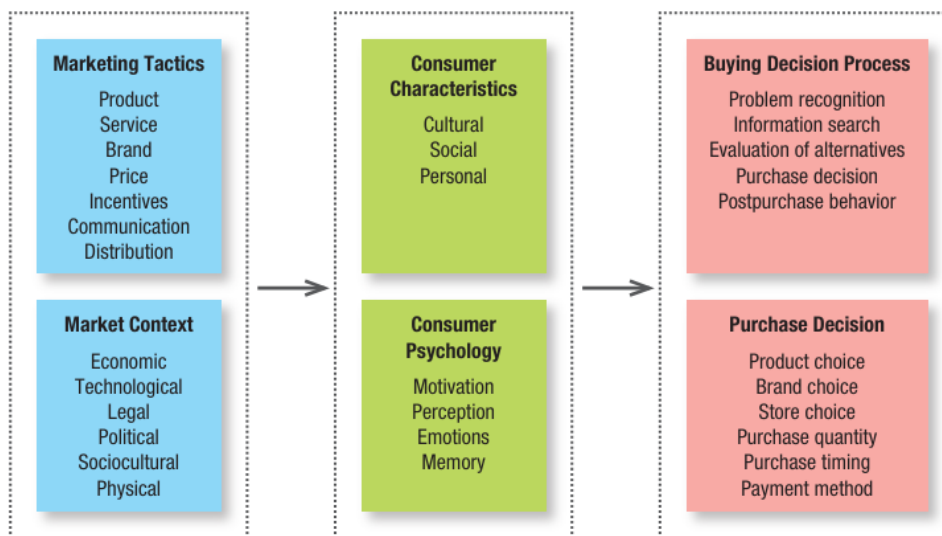 Marketing Tactics
Product
Service
Brand
Price
Incentives
Communication
Distribution
Market Context
Economic
Technological
Legal
Political
Sociocultural
Physical
Consumer
Characteristics
Cultural
Social
Personal
Consumer
Psychology
Motivation
Perception
Emotions
Memory
Buying Decision Process
Problem recognition
Information search
Evaluation of alternatives
Purchase decision
Postpurchase behavior
Purchase Decision
Product choice
Brand choice
Store choice
Purchase quantity
Purchase timing
Payment method